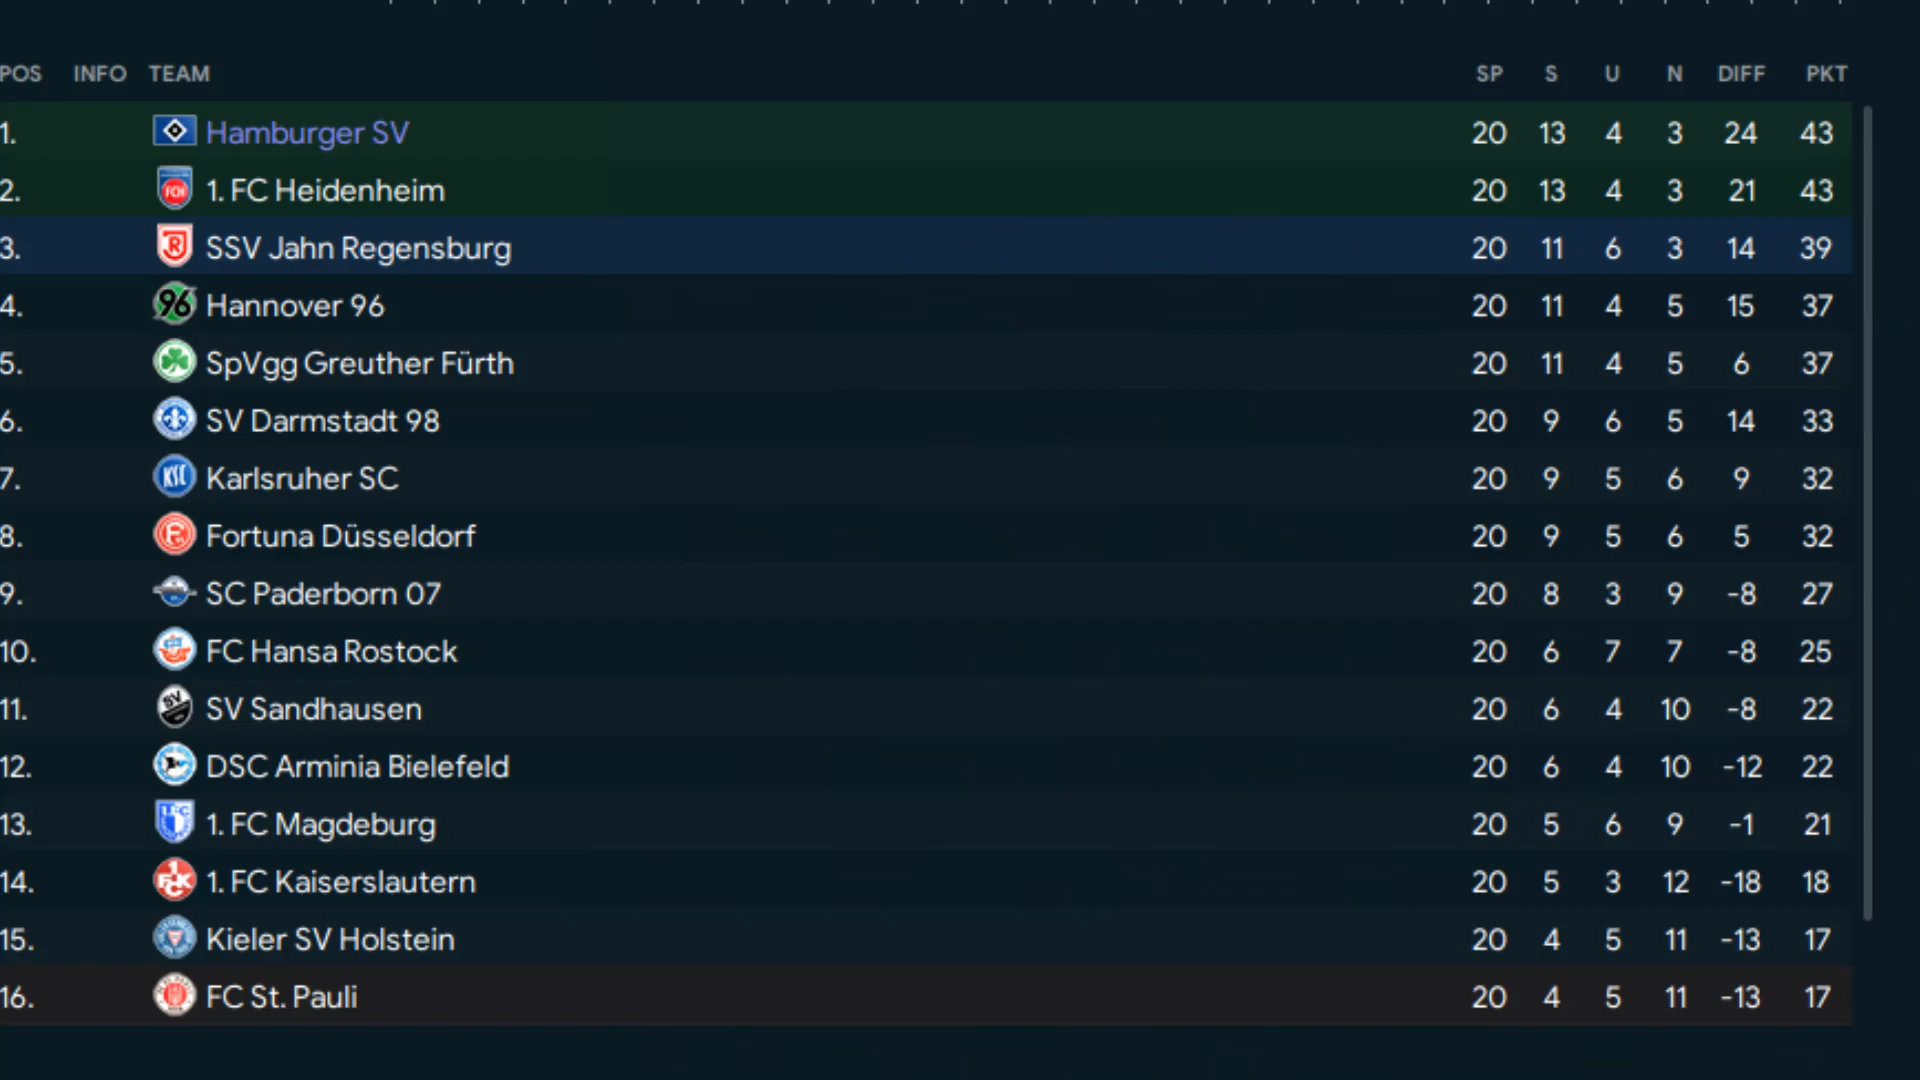 POS INFO TEAM SP S U N DIFF PKT
1. Hamburger SV 20 13 4 3 24 43
2. 1. FC Heidenheim 20 13 4 3 21 43
3. SSV Jahn Regensburg 20 11 6 3 14 39
4. Hannover 96 20 11 4 5 15 37
5. SpVgg Greuther Fürth 20 11 4 5 6 37
6. SV Darmstadt 98 20 9 6 5 14 33
7. Karlsruher SC 20 9 5 6 9 32
8. Fortuna Düsseldorf 20 9 5 6 5 32
9. SC Paderborn 07 20 8 3 9 -8 27
10. FC Hansa Rostock 20 6 7 7 -8 25
11. SV Sandhausen 20 6 4 10 -8 22
12. DSC Arminia Bielefeld 20 6 4 10 -12 22
13. 1. FC Magdeburg 20 5 6 9 -1 21
14. 1. FC Kaiserslautern 20 5 3 12 -18 18
15. Kieler SV Holstein 20 4 5 11 -13 17
16. FC St. Pauli 20 4 5 11 -13 17